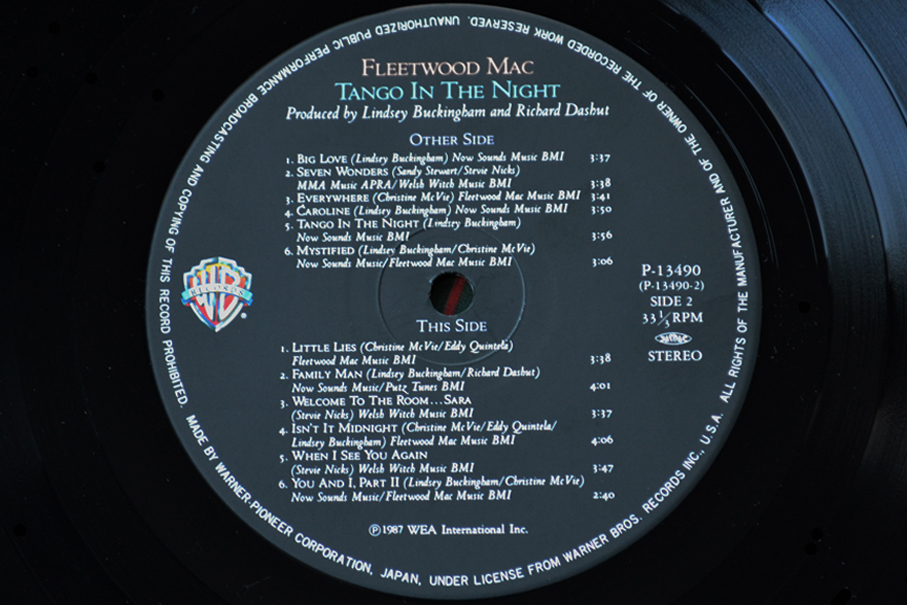 FLEETWOOD MAC
TANGO IN THE NIGHT
Produced by Lindsey Buckingham and Richard Dashut
OTHER SIDE
1. BIG LOVE (Lindsey Buckingham) Now Sounds Music BMI 3:37
2. SEVEN WONDERS (Sandy Stewart/Stevie Nicks)
MMA Music APRA/Welsh Witch Music BMI 3:38
3. EVERYWHERE (Christine McVie) Fleetwood Mac Music BMI 3:41
4. CAROLINE (Lindsey Buckingham) Now Sounds Music BMI 3:50
5. TANGO IN THE NIGHT (Lindsey Buckingham)
Now Sounds Music BMI 3:56
6. MYSTIFIED (Lindsey Buckingham/Christine McVie)
Now Sounds Music/Fleetwood Mac Music BMI 3:06
WB
RECORDS
®
P-13490
(P-13490-2)
SIDE 2
33 1/3 RPM
STEREO
THIS SIDE
1. LITTLE LIES (Christine McVie/Eddy Quintela)
Fleetwood Mac Music BMI 3:38
2. FAMILY MAN (Lindsey Buckingham/Richard Dashut)
Now Sounds Music/Putz Tunes BMI 4:01
3. WELCOME TO THE ROOM...SARA
(Stevie Nicks) Welsh Witch Music BMI 3:37
4. ISN'T IT MIDNIGHT (Christine McVie/Eddy Quintela/
Lindsey Buckingham) Fleetwood Mac Music BMI 4:06
5. WHEN I SEE YOU AGAIN
(Stevie Nicks) Welsh Witch Music BMI 3:47
6. YOU AND I, PART II (Lindsey Buckingham/Christine McVie)
Now Sounds Music/Fleetwood Mac Music BMI 2:40
℗1987 WEA International Inc.
MADE BY WARNER-PIONEER CORPORATION, JAPAN, UNDER LICENSE FROM WARNER BROS. RECORDS INC., U.S.A. ALL RIGHTS OF THE MANUFACTURER AND OF THE OWNER OF THE RECORDED WORK RESERVED. UNAUTHORIZED PUBLIC PERFORMANCE BROADCASTING AND COPYING OF THIS RECORD PROHIBITED.